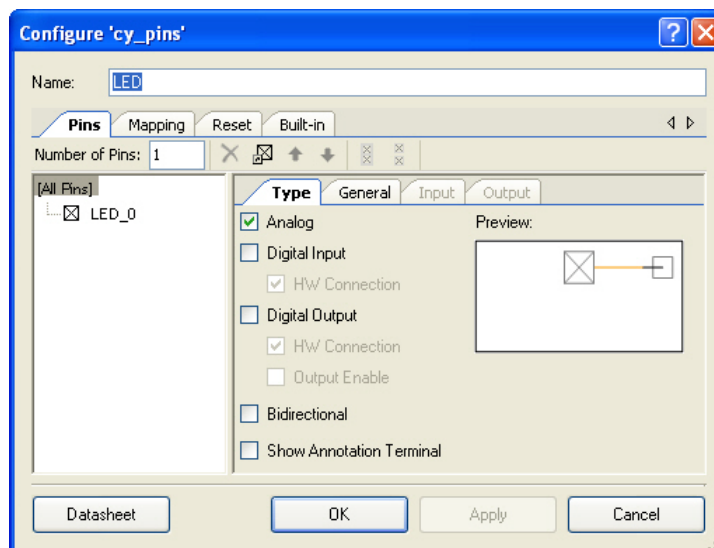 Configure 'cy_pins'
Name: LED
Pins Mapping Reset Built-in
Number of Pins: 1
[All Pins]
LED_0
Type General Input Output
Analog
Preview:
Digital Input
HW Connection
Digital Output
HW Connection
Output Enable
Bidirectional
Show Annotation Terminal
Datasheet OK Apply Cancel